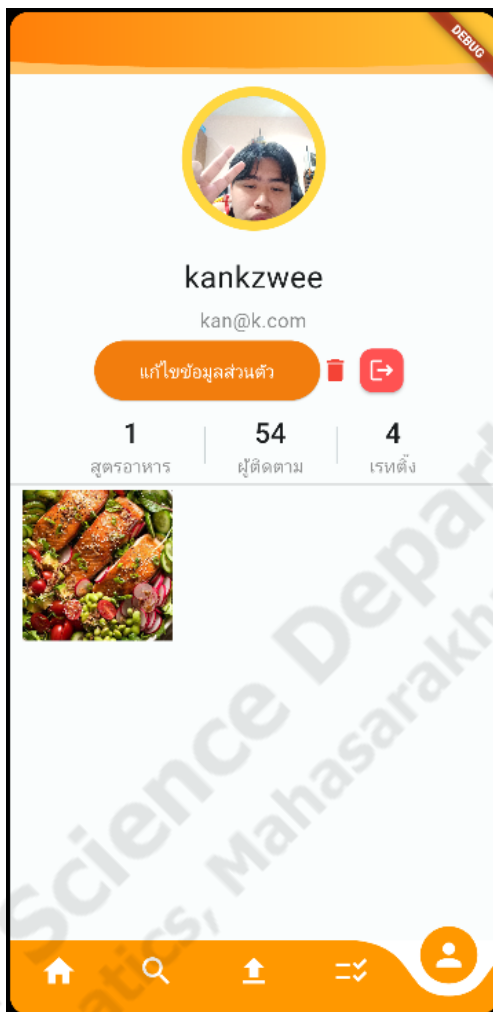 DEBUG
kankzwee
kan@k.com
แก้ไขข้อมูลส่วนตัว
1 54 4
สูตรอาหาร ผู้ติดตาม เรทติ้ง
Science Depart
atics, Mahasarakha